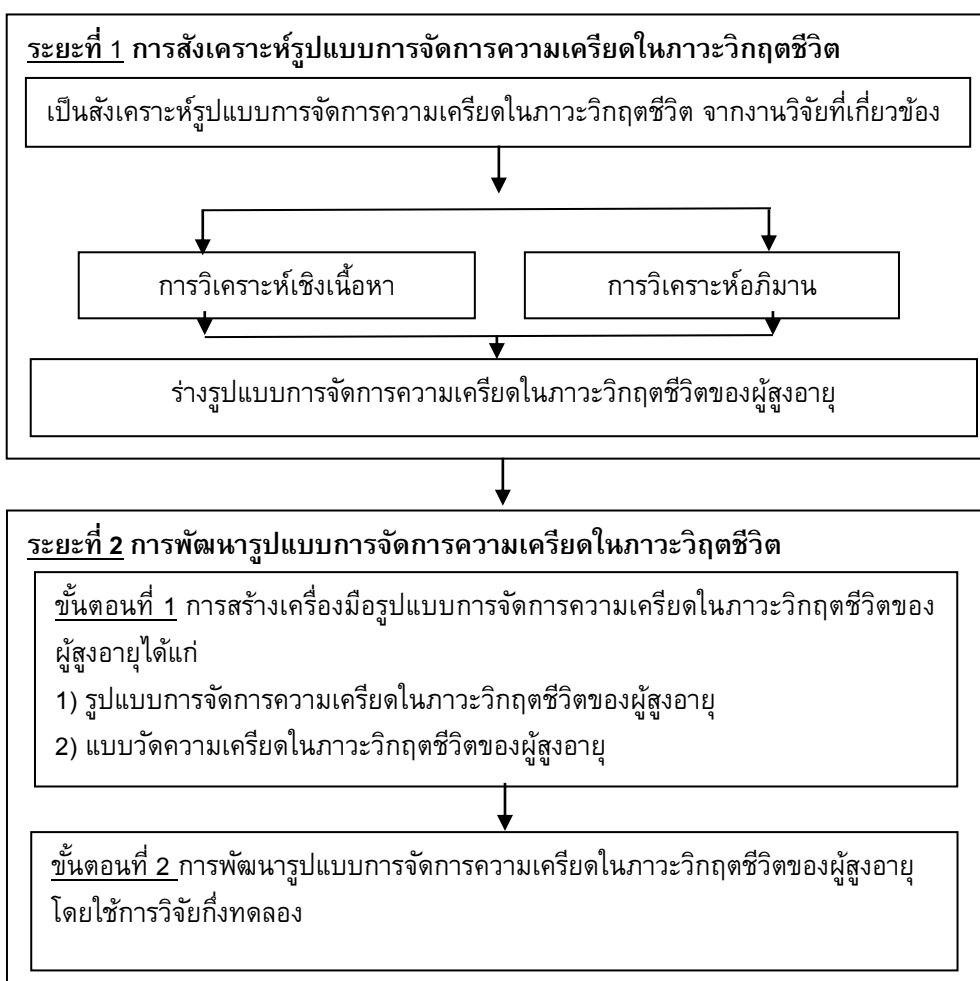 ระยะที่ 1 การสังเคราะห์รูปแบบการจัดการความเครียดในภาวะวิกฤตชีวิต
เป็นสังเคราะห์รูปแบบการจัดการความเครียดในภาวะวิกฤตชีวิต จากงานวิจัยที่เกี่ยวข้อง
การวิเคราะห์เชิงเนื้อหา
การวิเคราะห์อภิมาน
ร่างรูปแบบการจัดการความเครียดในภาวะวิกฤตชีวิตของผู้สูงอายุ
ระยะที่ 2 การพัฒนารูปแบบการจัดการความเครียดในภาวะวิฤตชีวิต
ขั้นตอนที่ 1 การสร้างเครื่องมือรูปแบบการจัดการความเครียดในภาวะวิกฤตชีวิตของ
ผู้สูงอายุได้แก่
1) รูปแบบการจัดการความเครียดในภาวะวิกฤตชีวิตของผู้สูงอายุ
2) แบบวัดความเครียดในภาวะวิกฤตชีวิตของผู้สูงอายุ
ขั้นตอนที่ 2 การพัฒนารูปแบบการจัดการความเครียดในภาวะวิกฤตชีวิตของผู้สูงอายุ
โดยใช้การวิจัยกึ่งทดลอง